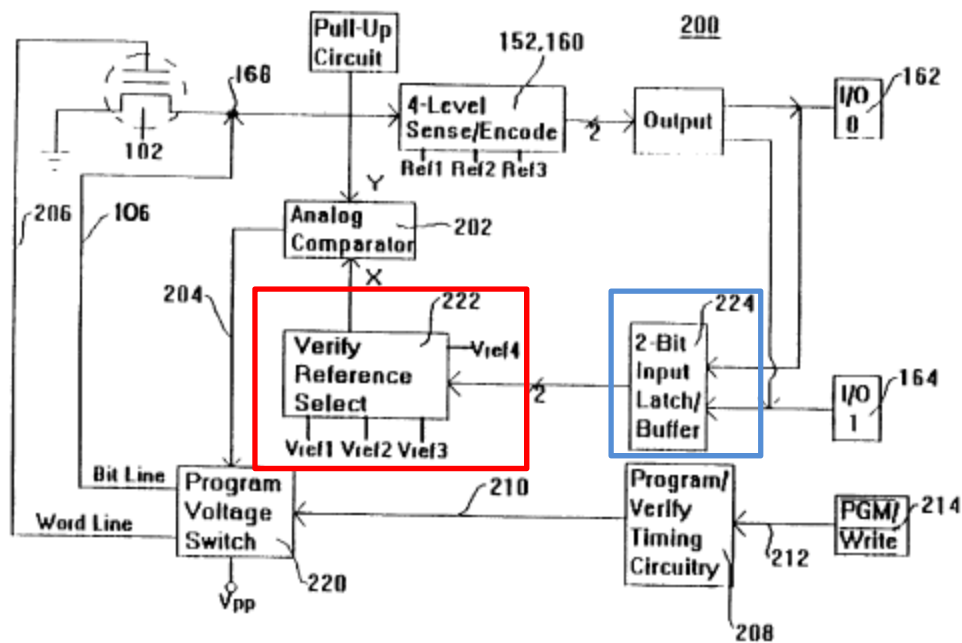 Pull-Up
Circuit
152,160
200
168
4-Level
Sense/Encode
2
Output
I/O
0
162
102
Ref1 Ref2 Ref3
Y
206
106
Analog
Comparator
202
X
204
222
224
Verify
Reference
Select
Vref4
2
2-Bit
Input
Latch/
Buffer
I/O
1
164
Vref1 Vref2 Vref3
Bit Line
Program
Voltage
Switch
210
Program/
Verify
Timing
Circuitry
PGM/
Write
214
Word Line
212
220
Vpp
208